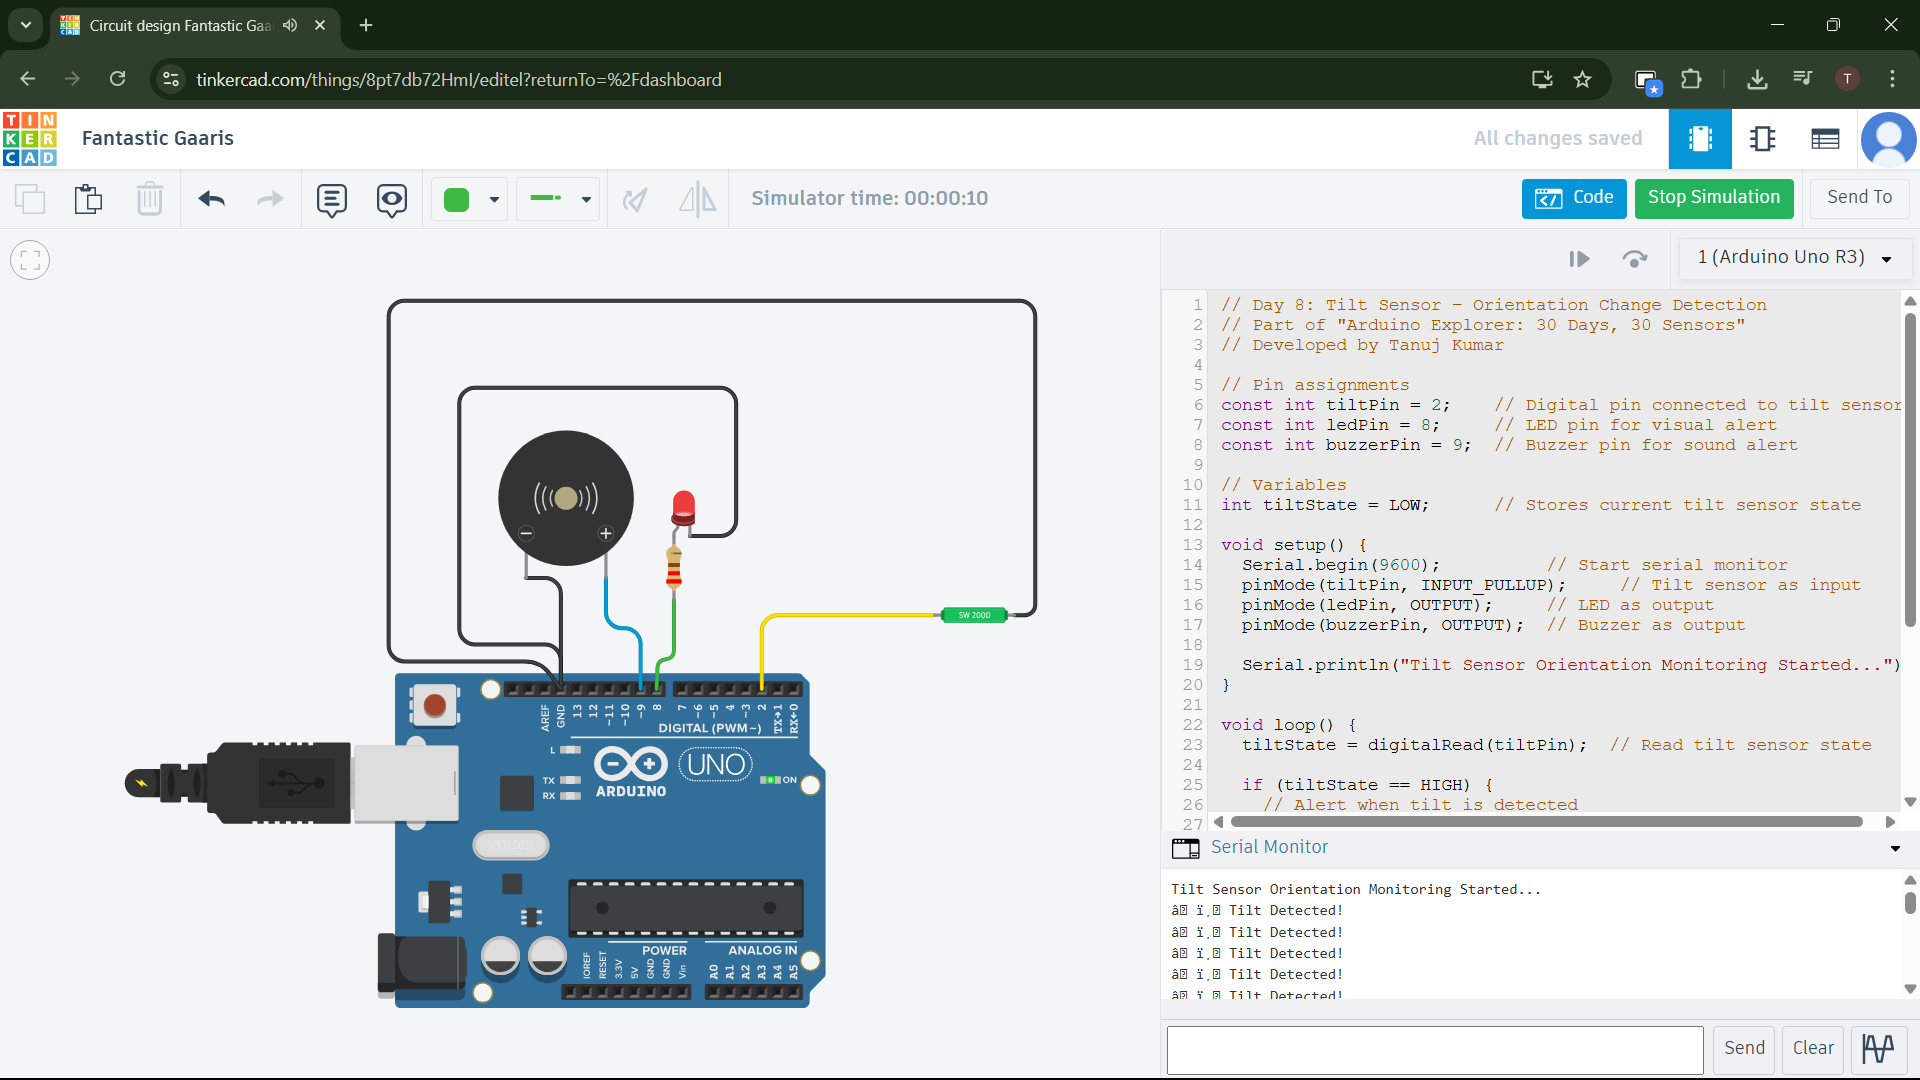 Circuit design Fantastic Gaa
tinkercad.com/things/8pt7db72Hml/editel?returnTo=%2Fdashboard
T
TIN
KER
CAD
Fantastic Gaaris
All changes saved
Simulator time: 00:00:10
Code
Stop Simulation
Send To
1 (Arduino Uno R3)
1 // Day 8: Tilt Sensor – Orientation Change Detection
2 // Part of "Arduino Explorer: 30 Days, 30 Sensors"
3 // Developed by Tanuj Kumar
4
5 // Pin assignments
6 const int tiltPin = 2; // Digital pin connected to tilt sensor
7 const int ledPin = 8; // LED pin for visual alert
8 const int buzzerPin = 9; // Buzzer pin for sound alert
9
10 // Variables
11 int tiltState = LOW; // Stores current tilt sensor state
12
13 void setup() {
14 Serial.begin(9600); // Start serial monitor
15 pinMode(tiltPin, INPUT_PULLUP); // Tilt sensor as input
16 pinMode(ledPin, OUTPUT); // LED as output
17 pinMode(buzzerPin, OUTPUT); // Buzzer as output
18
19 Serial.println("Tilt Sensor Orientation Monitoring Started...")
20 }
21
22 void loop() {
23 tiltState = digitalRead(tiltPin); // Read tilt sensor state
24
25 if (tiltState == HIGH) {
26 // Alert when tilt is detected
27
Serial Monitor
Tilt Sensor Orientation Monitoring Started...
Tilt Detected!
Tilt Detected!
Tilt Detected!
Tilt Detected!
Tilt Detected!
Send
Clear
SW 200D
AREF
GND
13
12
~11
~10
~9
8
7
~6
~5
4
~3
2
TX→1
RX←0
DIGITAL (PWM~)
L
TX
RX
UNO
ON
ARDUINO
POWER
ANALOG IN
IOREF
RESET
3.3V
5V
GND
GND
Vin
A0
A1
A2
A3
A4
A5